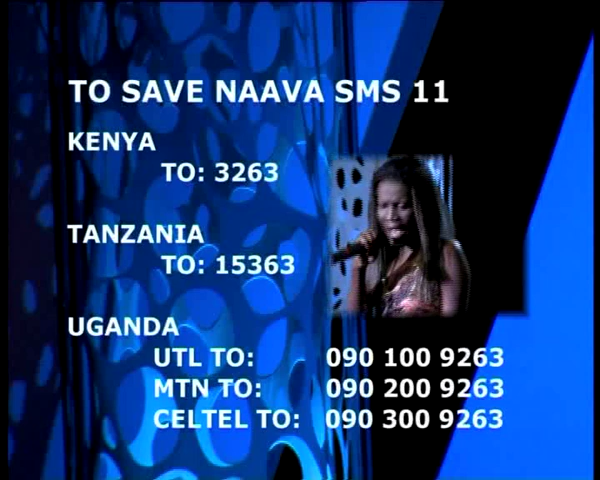 TO SAVE NAAVA SMS 11
KENYA
TO: 3263
TANZANIA
TO: 15363
UGANDA
UTL TO: 090 100 9263
MTN TO: 090 200 9263
CELTEL TO: 090 300 9263